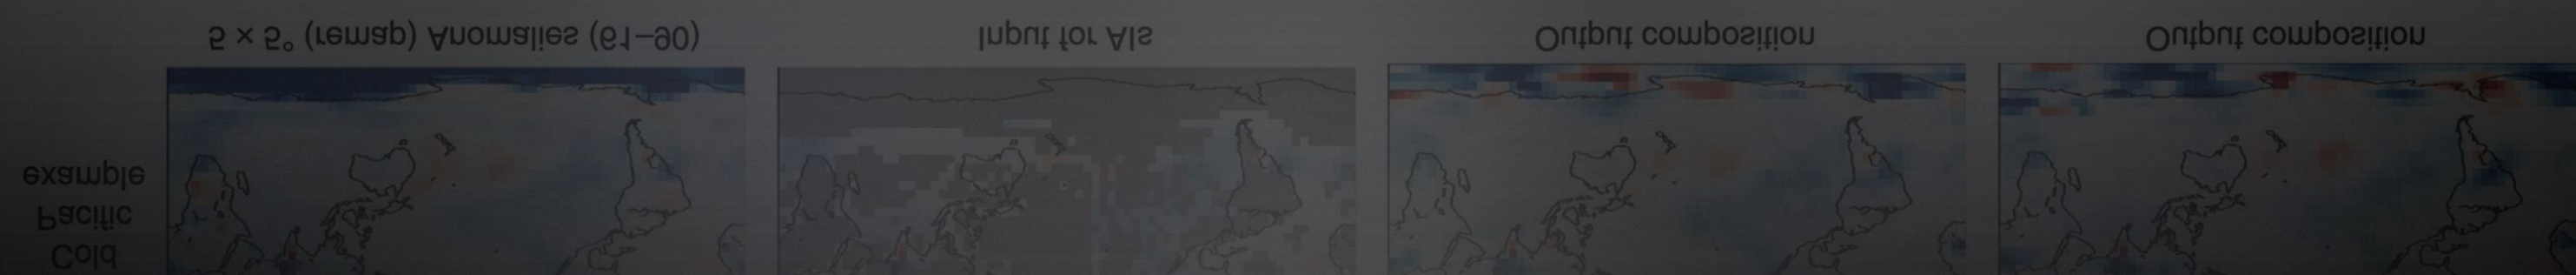 Cold
Pacific
example
5 × 5° (remap) Anomalies (61–90)
Input for AIs
Output composition
Output composition